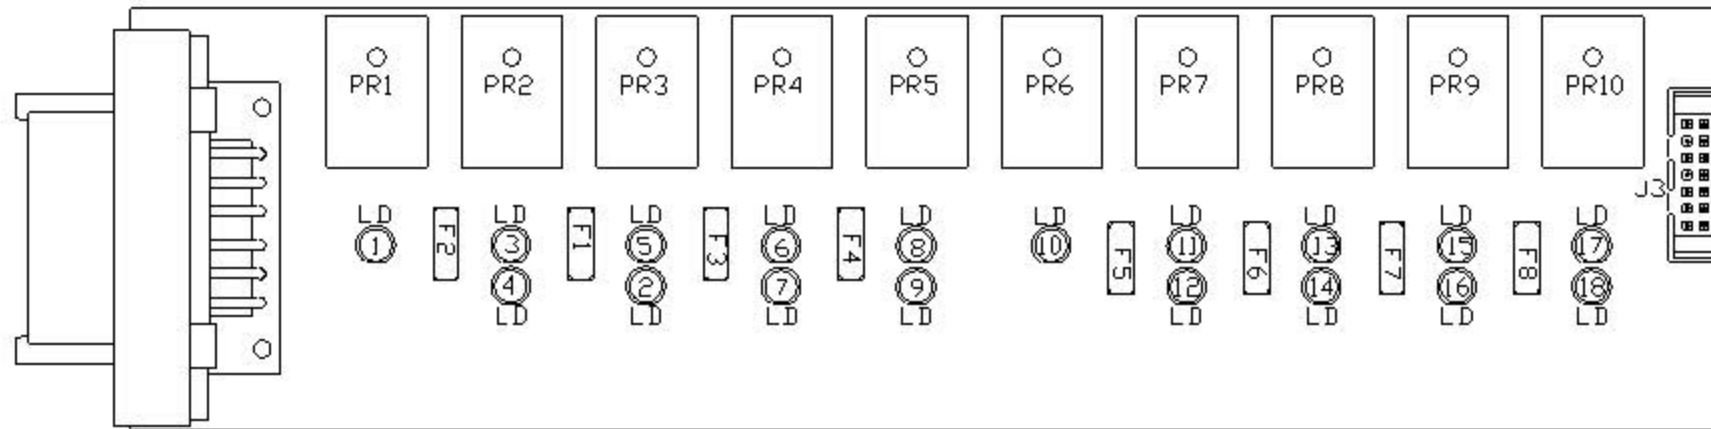 PR1 PR2 PR3 PR4 PR5 PR6 PR7 PR8 PR9 PR10
J3
LD LD LD LD LD LD LD LD LD LD
1 F2 3 F1 5 F3 6 F4 8 10 F5 11 F6 13 F7 15 F8 17
4 2 7 9 12 14 16 18
LD LD LD LD LD LD LD LD